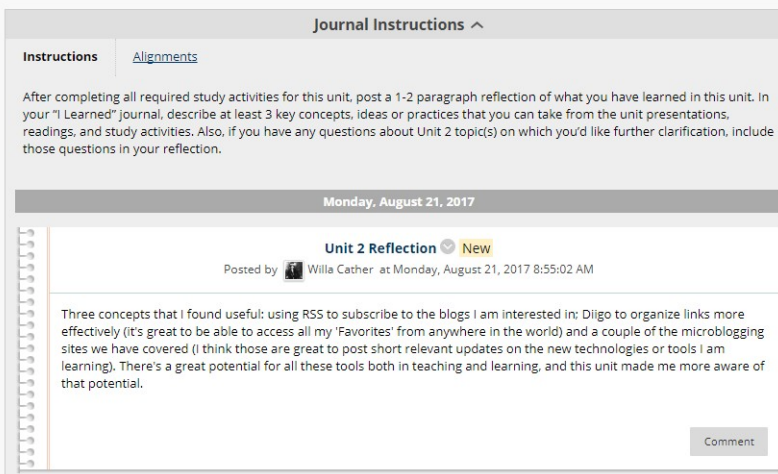 Journal Instructions
Instructions
Alignments
After completing all required study activities for this unit, post a 1-2 paragraph reflection of what you have learned in this unit. In
your "I Learned" journal, describe at least 3 key concepts, ideas or practices that you can take from the unit presentations,
readings, and study activities. Also, if you have any questions about Unit 2 topic(s) on which you'd like further clarification, include
those questions in your reflection.
Monday, August 21, 2017
Unit 2 Reflection New
Posted by Willa Cather at Monday, August 21, 2017 8:55:02 AM
Three concepts that I found useful: using RSS to subscribe to the blogs I am interested in; Diigo to organize links more
effectively (it's great to be able to access all my 'Favorites' from anywhere in the world) and a couple of the microblogging
sites we have covered (I think those are great to post short relevant updates on the new technologies or tools I am
learning). There's a great potential for all these tools both in teaching and learning, and this unit made me more aware of
that potential.
Comment